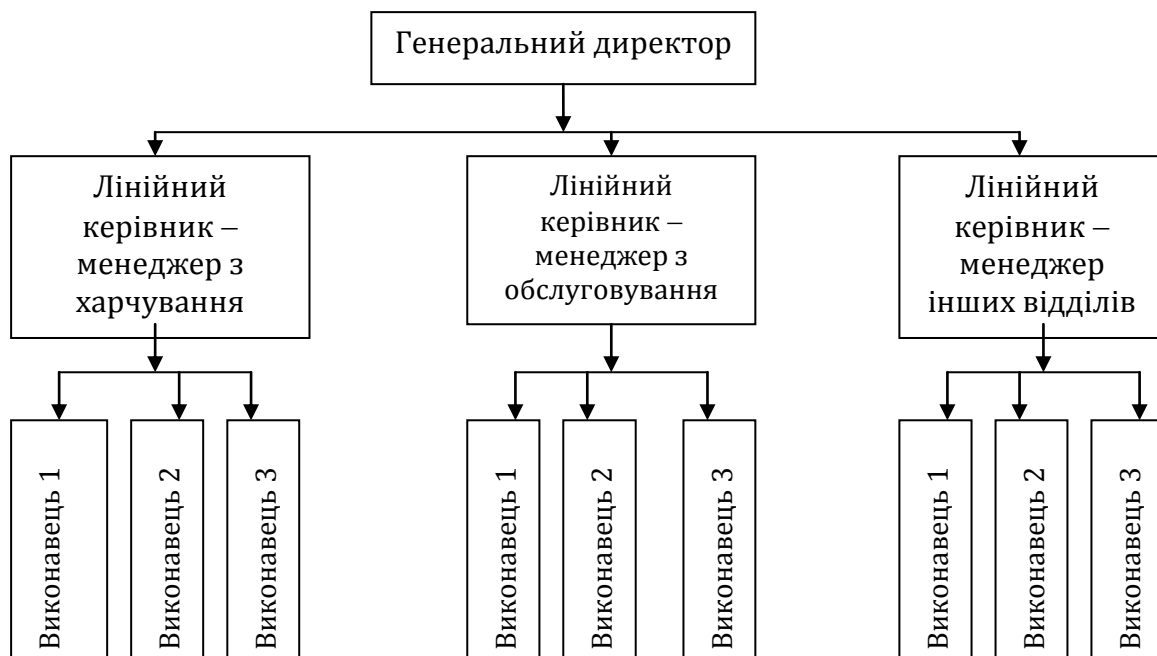 Генеральний директор
Лінійний
керівник –
менеджер з
харчування
Лінійний
керівник –
менеджер з
обслуговування
Лінійний
керівник –
менеджер
інших відділів
Виконавець 1
Виконавець 2
Виконавець 3
Виконавець 1
Виконавець 2
Виконавець 3
Виконавець 1
Виконавець 2
Виконавець 3